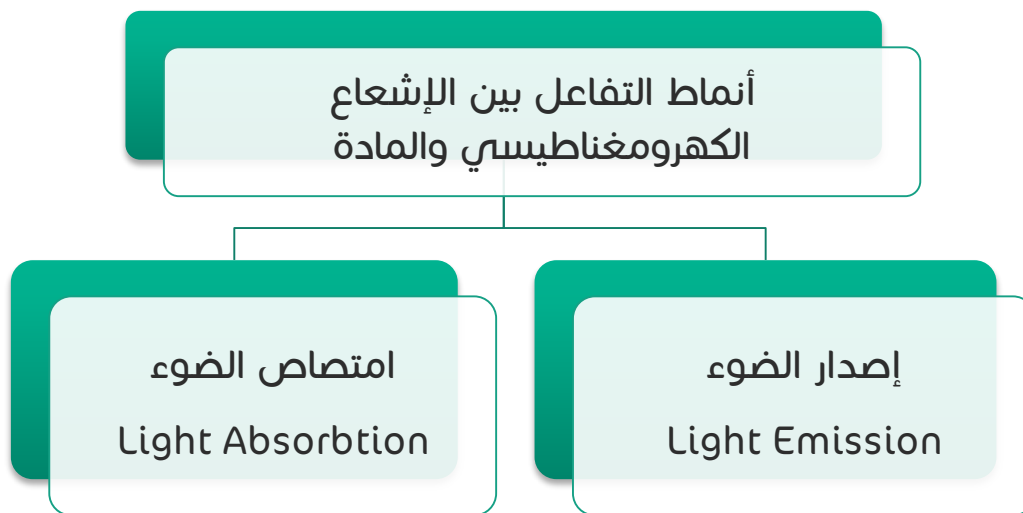 أنماط التفاعل بين الإشعاع
الكهرومغناطيسي والمادة
إصدار الضوء
Light Emission
امتصاص الضوء
Light Absorbtion